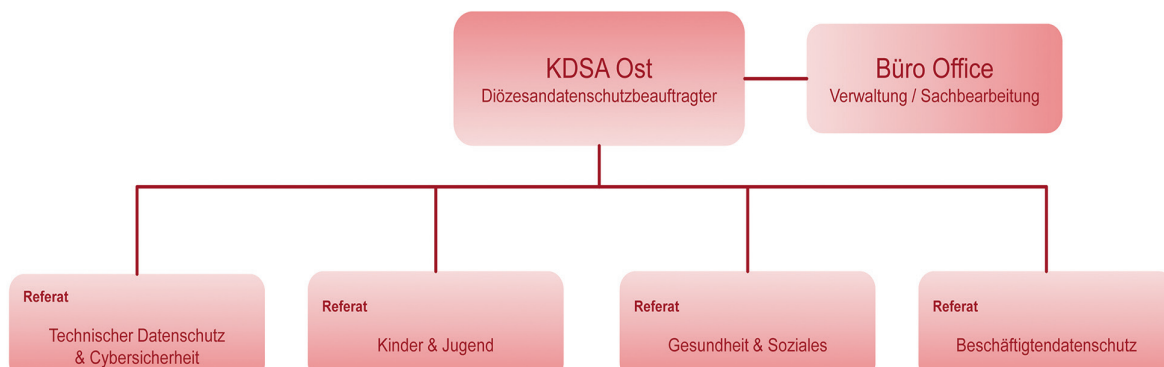 KDSA Ost
Diözesandatenschutzbeauftragter
Büro Office
Verwaltung / Sachbearbeitung
Referat
Technischer Datenschutz
& Cybersicherheit
Referat
Kinder & Jugend
Referat
Gesundheit & Soziales
Referat
Beschäftigtendatenschutz